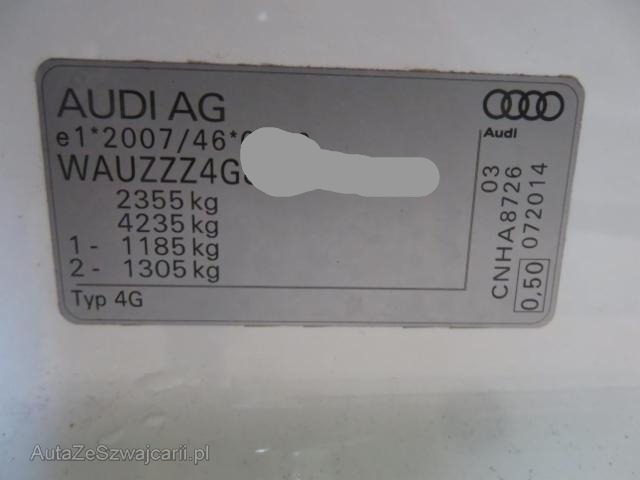 AUDI AG
Audi
e1*2007/46*
WAUZZZ4G
2355 kg
4235 kg
1 - 1185 kg
2 - 1305 kg
Typ 4G
03
CNHA8726
0,50 072014
AutaZeSzwajcarii.pl